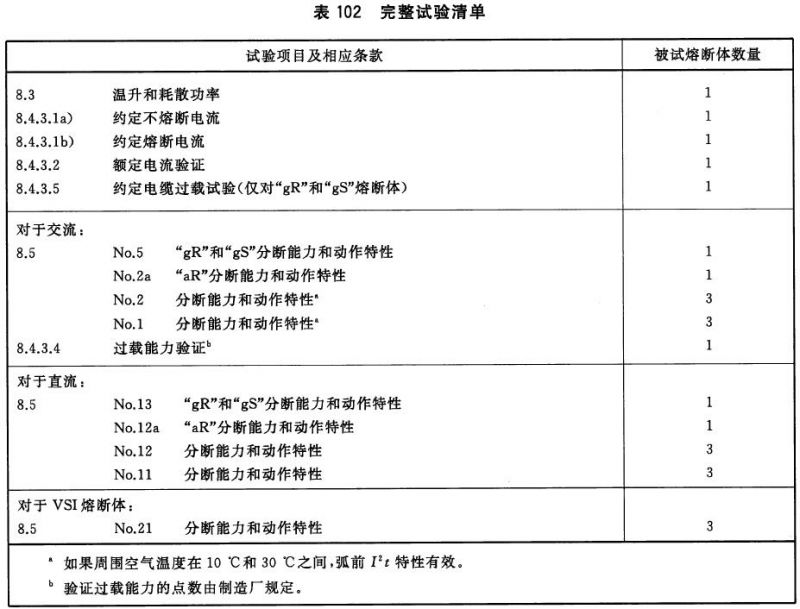 表 102 完整试验清单
试验项目及相应条款 被试熔断体数量
8.3 温升和耗散功率 1
8.4.3.1a) 约定不熔断电流 1
8.4.3.1b) 约定熔断电流 1
8.4.3.2 额定电流验证 1
8.4.3.5 约定电缆过载试验(仅对“gR”和“gS”熔断体) 1
对于交流:
8.5 No.5 “gR”和“gS”分断能力和动作特性 1
No.2a “aR”分断能力和动作特性 1
No.2 分断能力和动作特性ᵃ 3
No.1 分断能力和动作特性ᵃ 3
8.4.3.4 过载能力验证ᵇ 1
对于直流:
8.5 No.13 “gR”和“gS”分断能力和动作特性 1
No.12a “aR”分断能力和动作特性 1
No.12 分断能力和动作特性 3
No.11 分断能力和动作特性 3
对于 VSI 熔断体:
8.5 No.21 分断能力和动作特性 3
ᵃ 如果周围空气温度在 10 ℃和 30 ℃之间,弧前 I²t 特性有效。
ᵇ 验证过载能力的点数由制造厂规定。